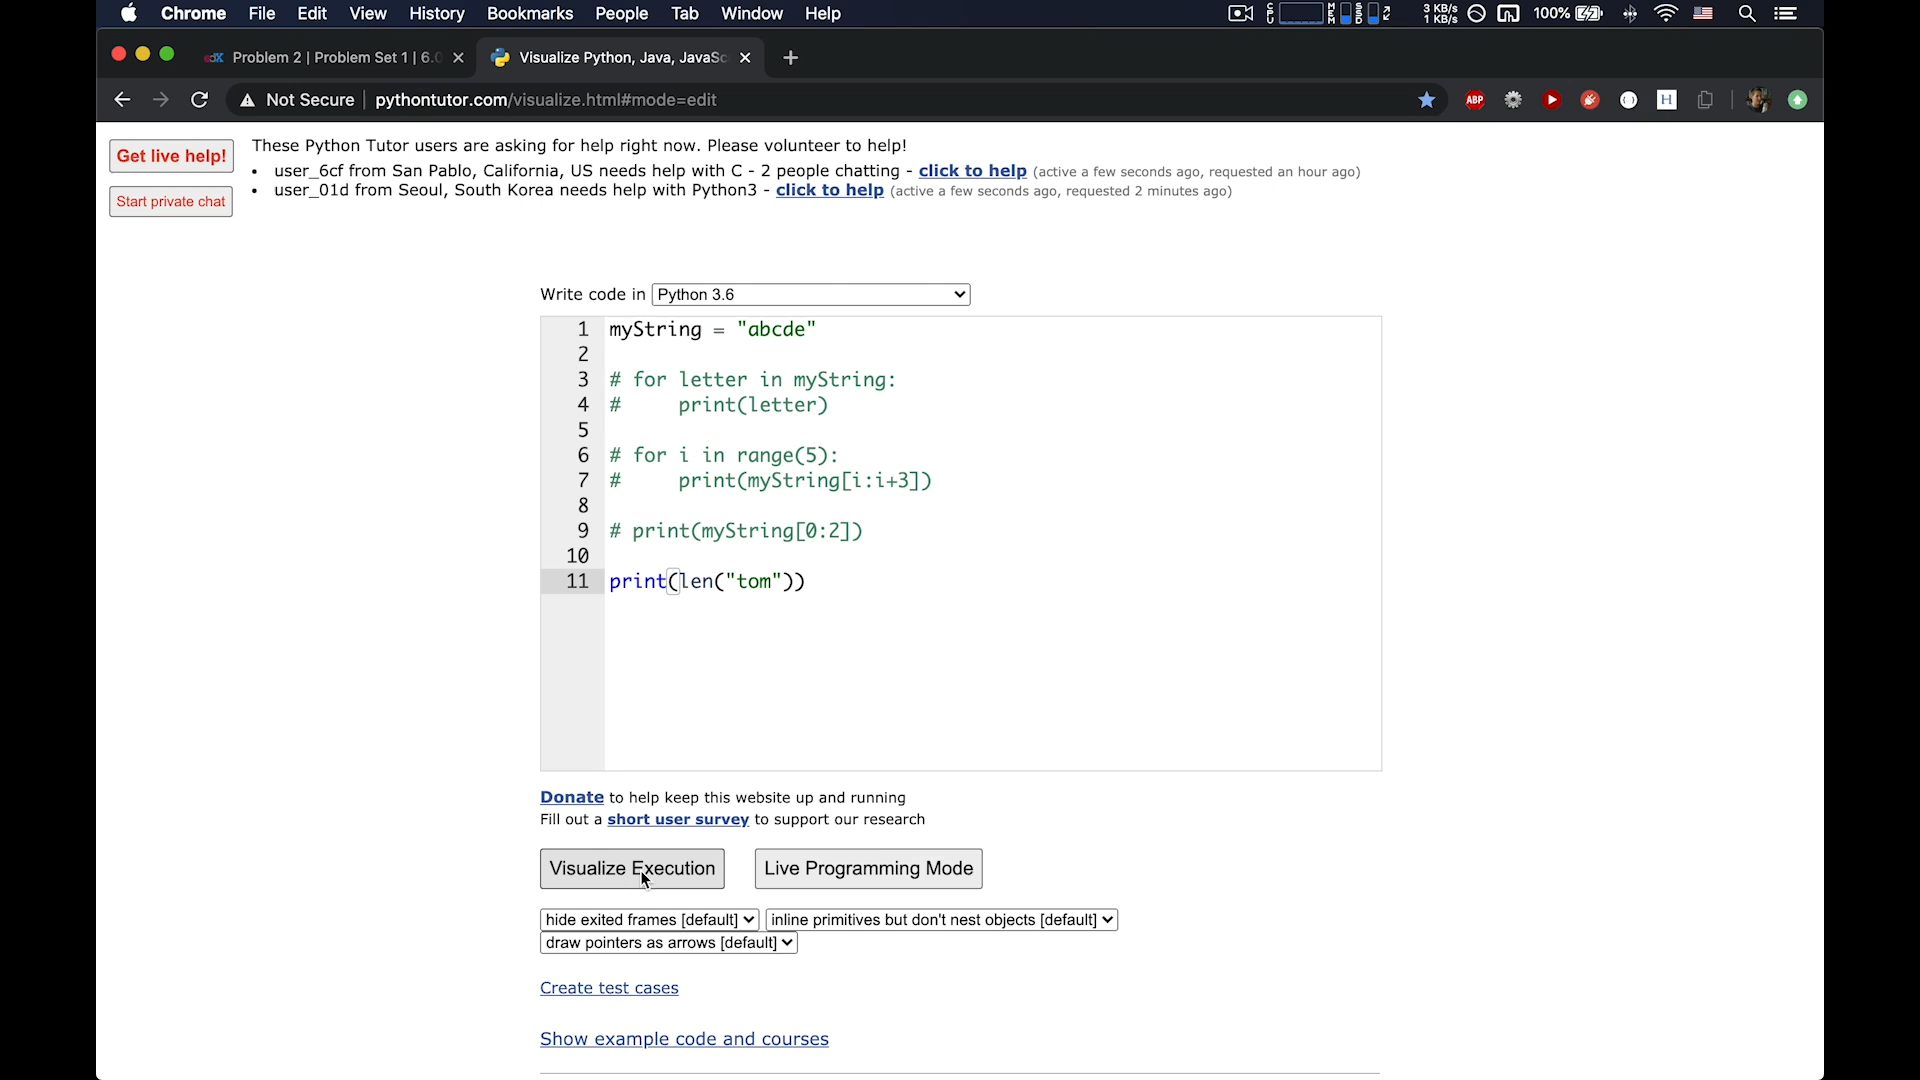 Chrome File Edit View History Bookmarks People Tab Window Help
CPU MEM SSD 3 KB/s 1 KB/s 100%
edX Problem 2 | Problem Set 1 | 6.0 Visualize Python, Java, JavaSc
Not Secure pythontutor.com/visualize.html#mode=edit ABP H
Get live help! These Python Tutor users are asking for help right now. Please volunteer to help!
• user_6cf from San Pablo, California, US needs help with C - 2 people chatting - click to help (active a few seconds ago, requested an hour ago)
• user_01d from Seoul, South Korea needs help with Python3 - click to help (active a few seconds ago, requested 2 minutes ago)
Start private chat
Write code in Python 3.6
1 myString = "abcde"
2
3 # for letter in myString:
4 #     print(letter)
5
6 # for i in range(5):
7 #     print(myString[i:i+3])
8
9 # print(myString[0:2])
10
11 print(len("tom"))
Donate to help keep this website up and running
Fill out a short user survey to support our research
Visualize Execution Live Programming Mode
hide exited frames [default] inline primitives but don't nest objects [default]
draw pointers as arrows [default]
Create test cases
Show example code and courses